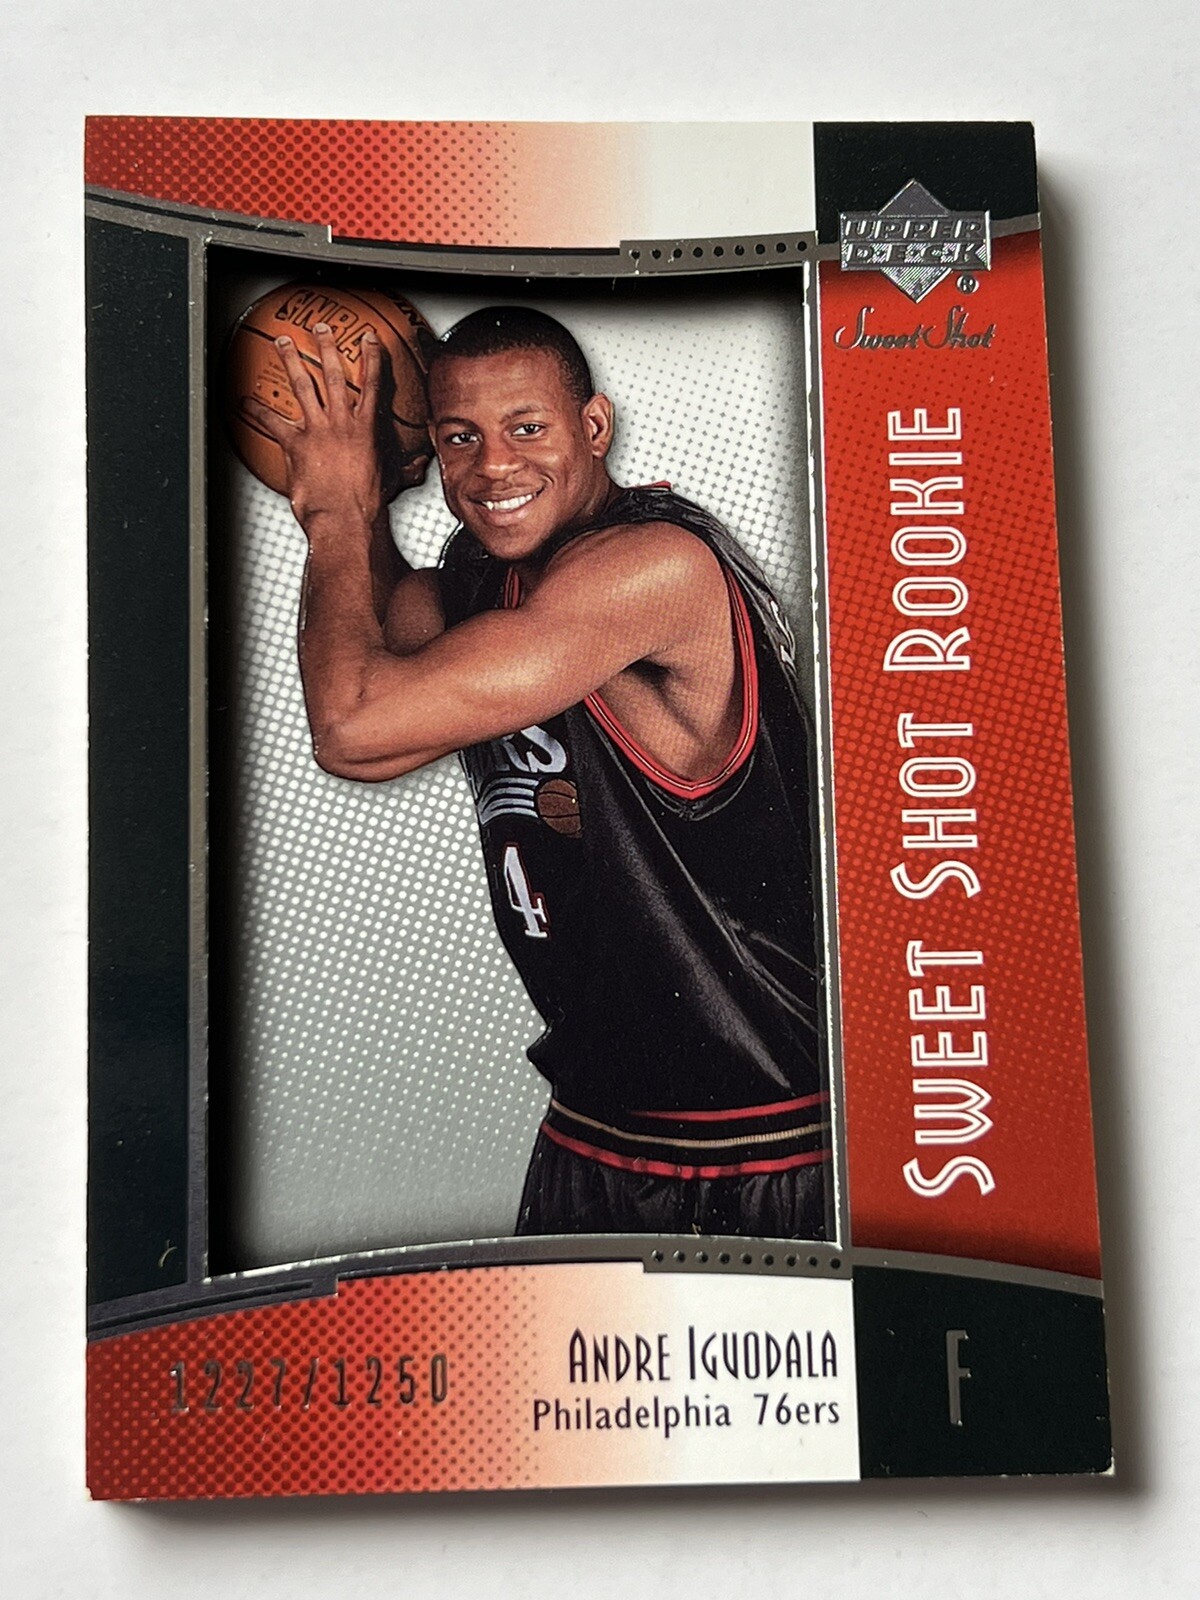 UPPER
DECK
®
Sweet Shot
SWEET SHOT ROOKIE
NBA
4
1227/1250
ANDRE IGUODALA
Philadelphia 76ers
F